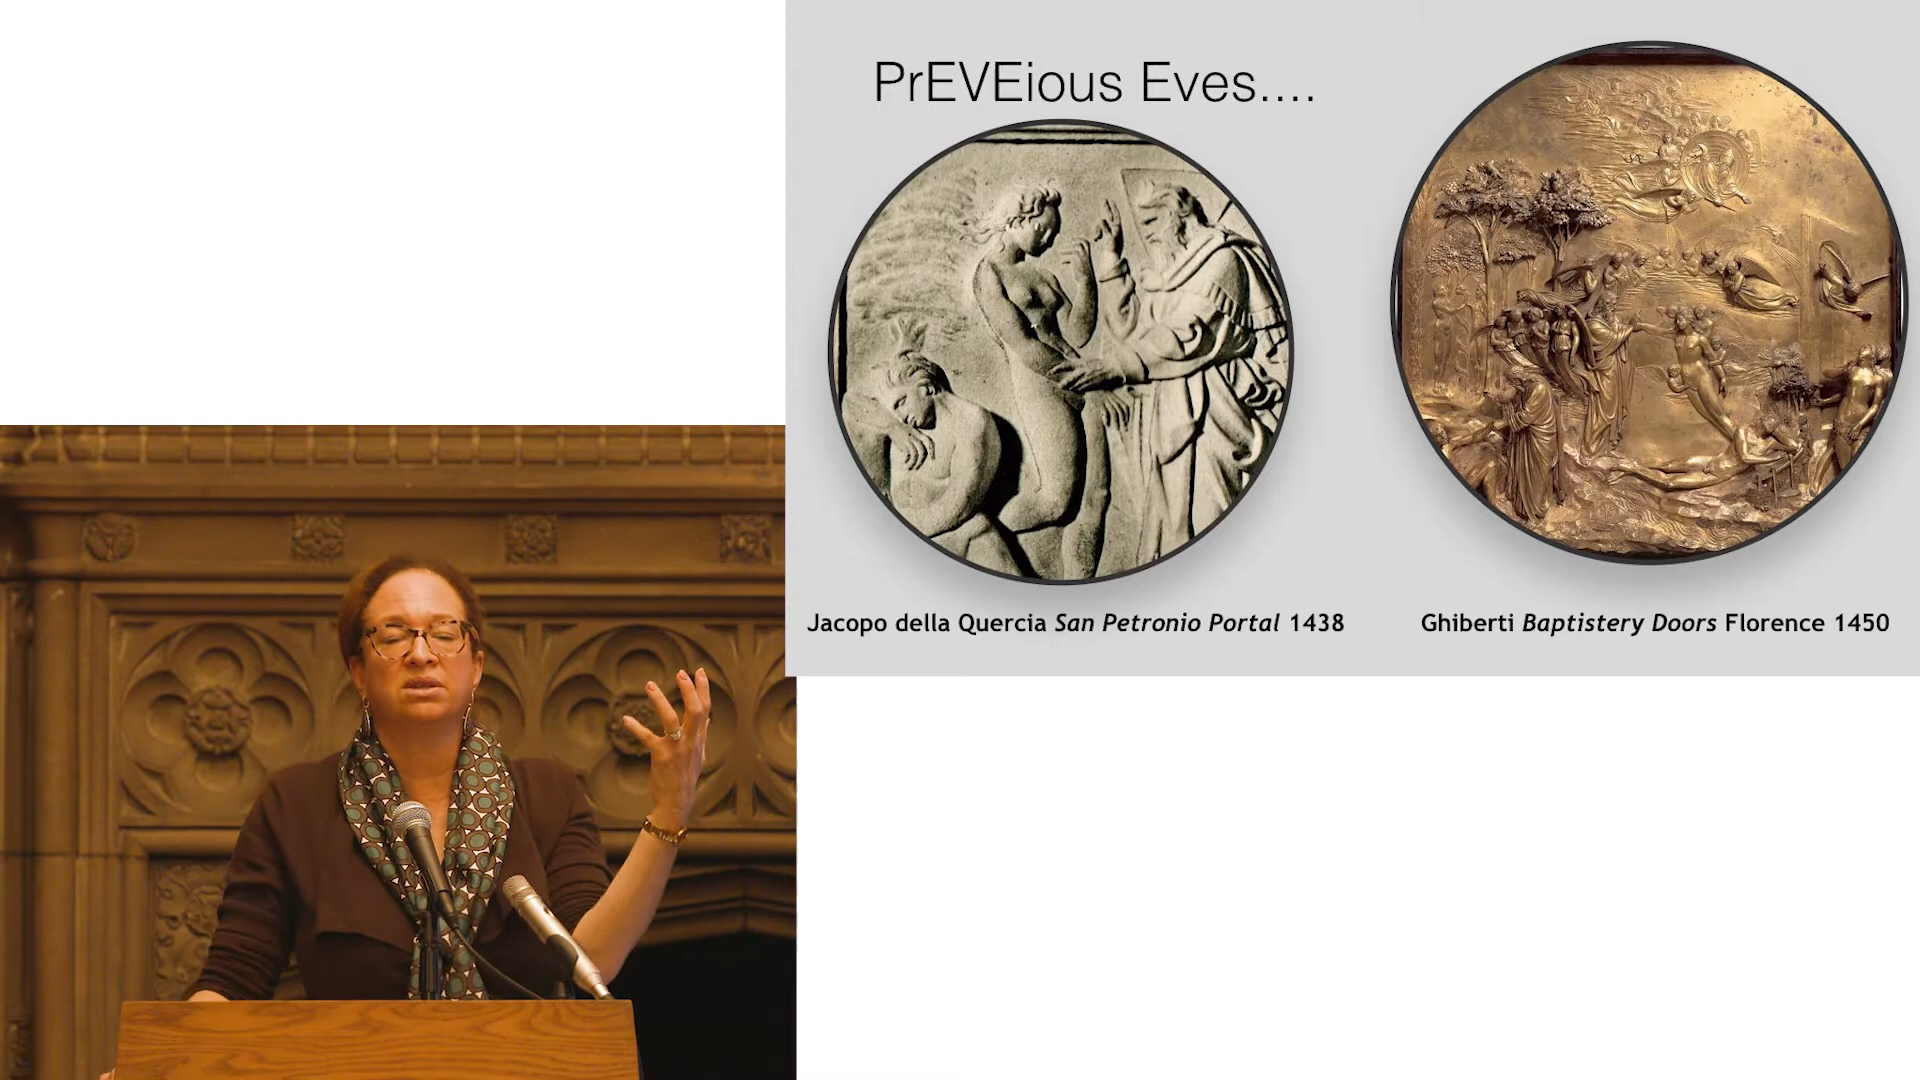 PrEVEious Eves....
Jacopo della Quercia San Petronio Portal 1438
Ghiberti Baptistery Doors Florence 1450